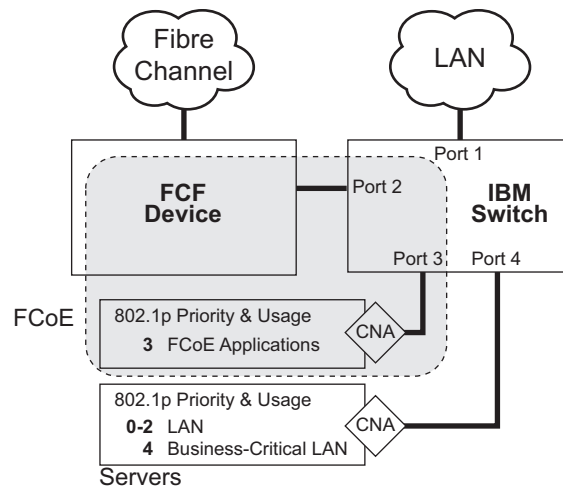 Fibre
Channel
LAN
Port 1
FCF
Device
Port 2
IBM
Switch
Port 3
Port 4
FCoE
802.1p Priority & Usage
3 FCoE Applications
CNA
802.1p Priority & Usage
0-2 LAN
4 Business-Critical LAN
CNA
Servers